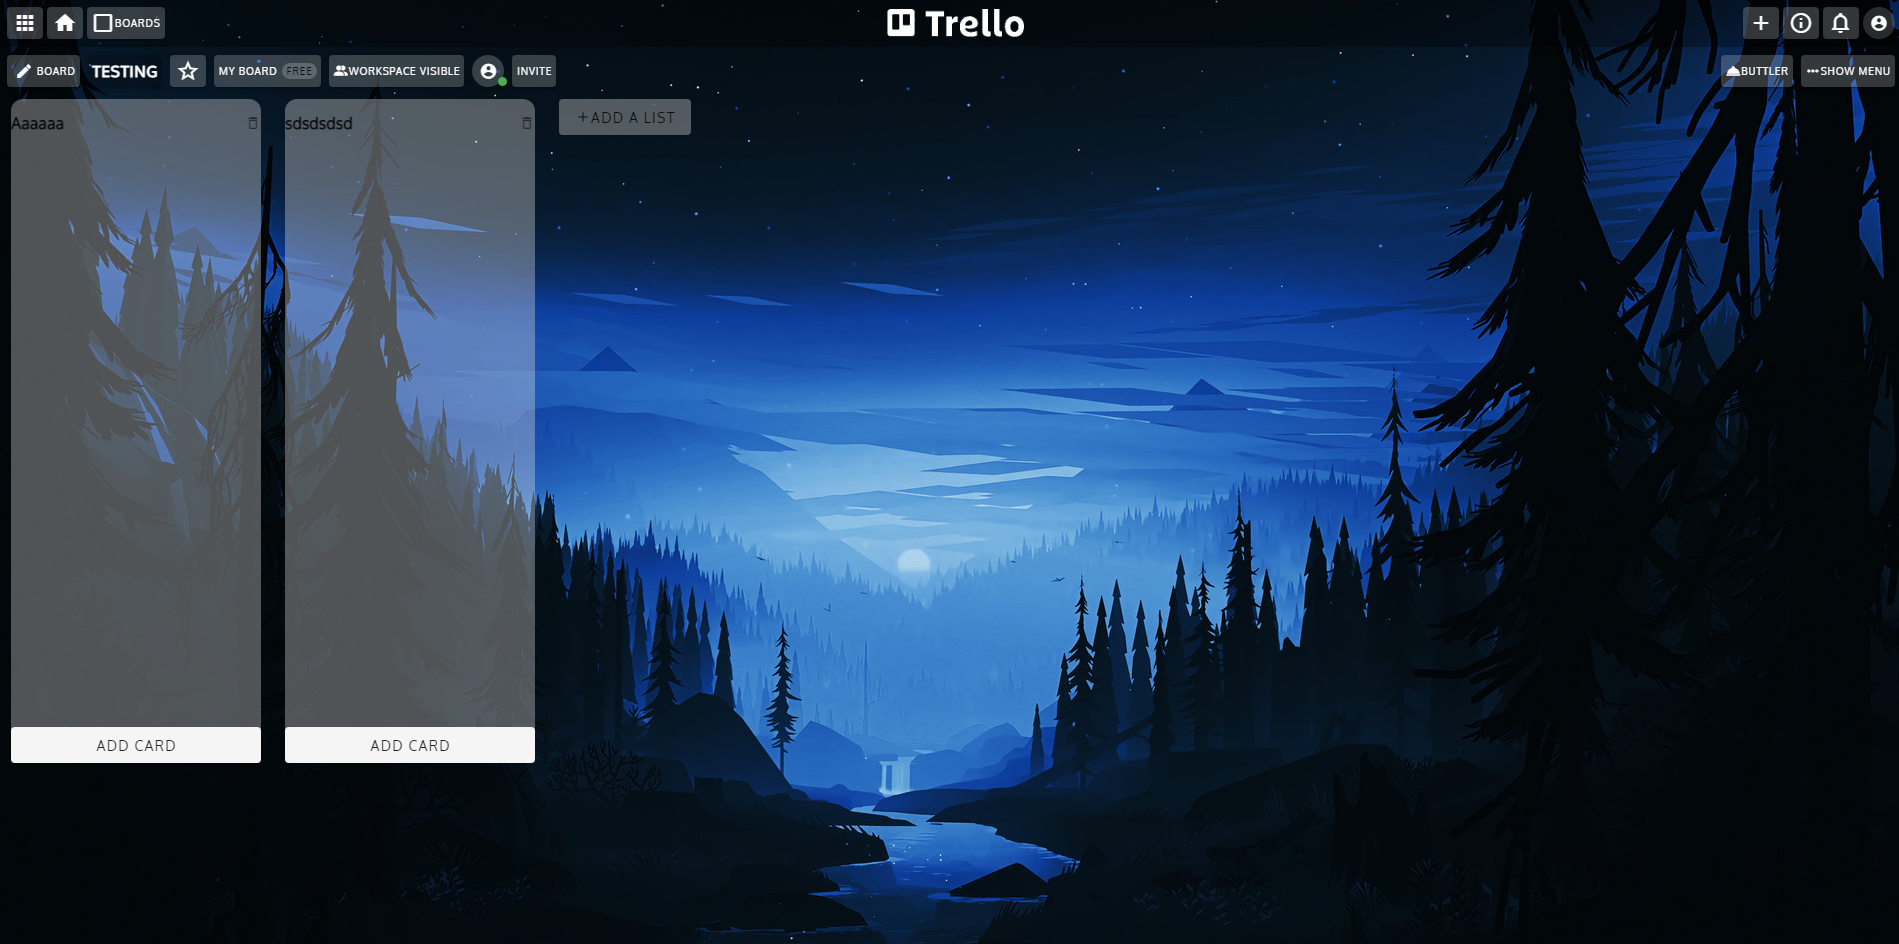 BOARDS
Trello
BOARD TESTING MY BOARD FREE WORKSPACE VISIBLE INVITE BUTTLER SHOW MENU
Aaaaaa
sdsdsdsd
+ADD A LIST
ADD CARD
ADD CARD